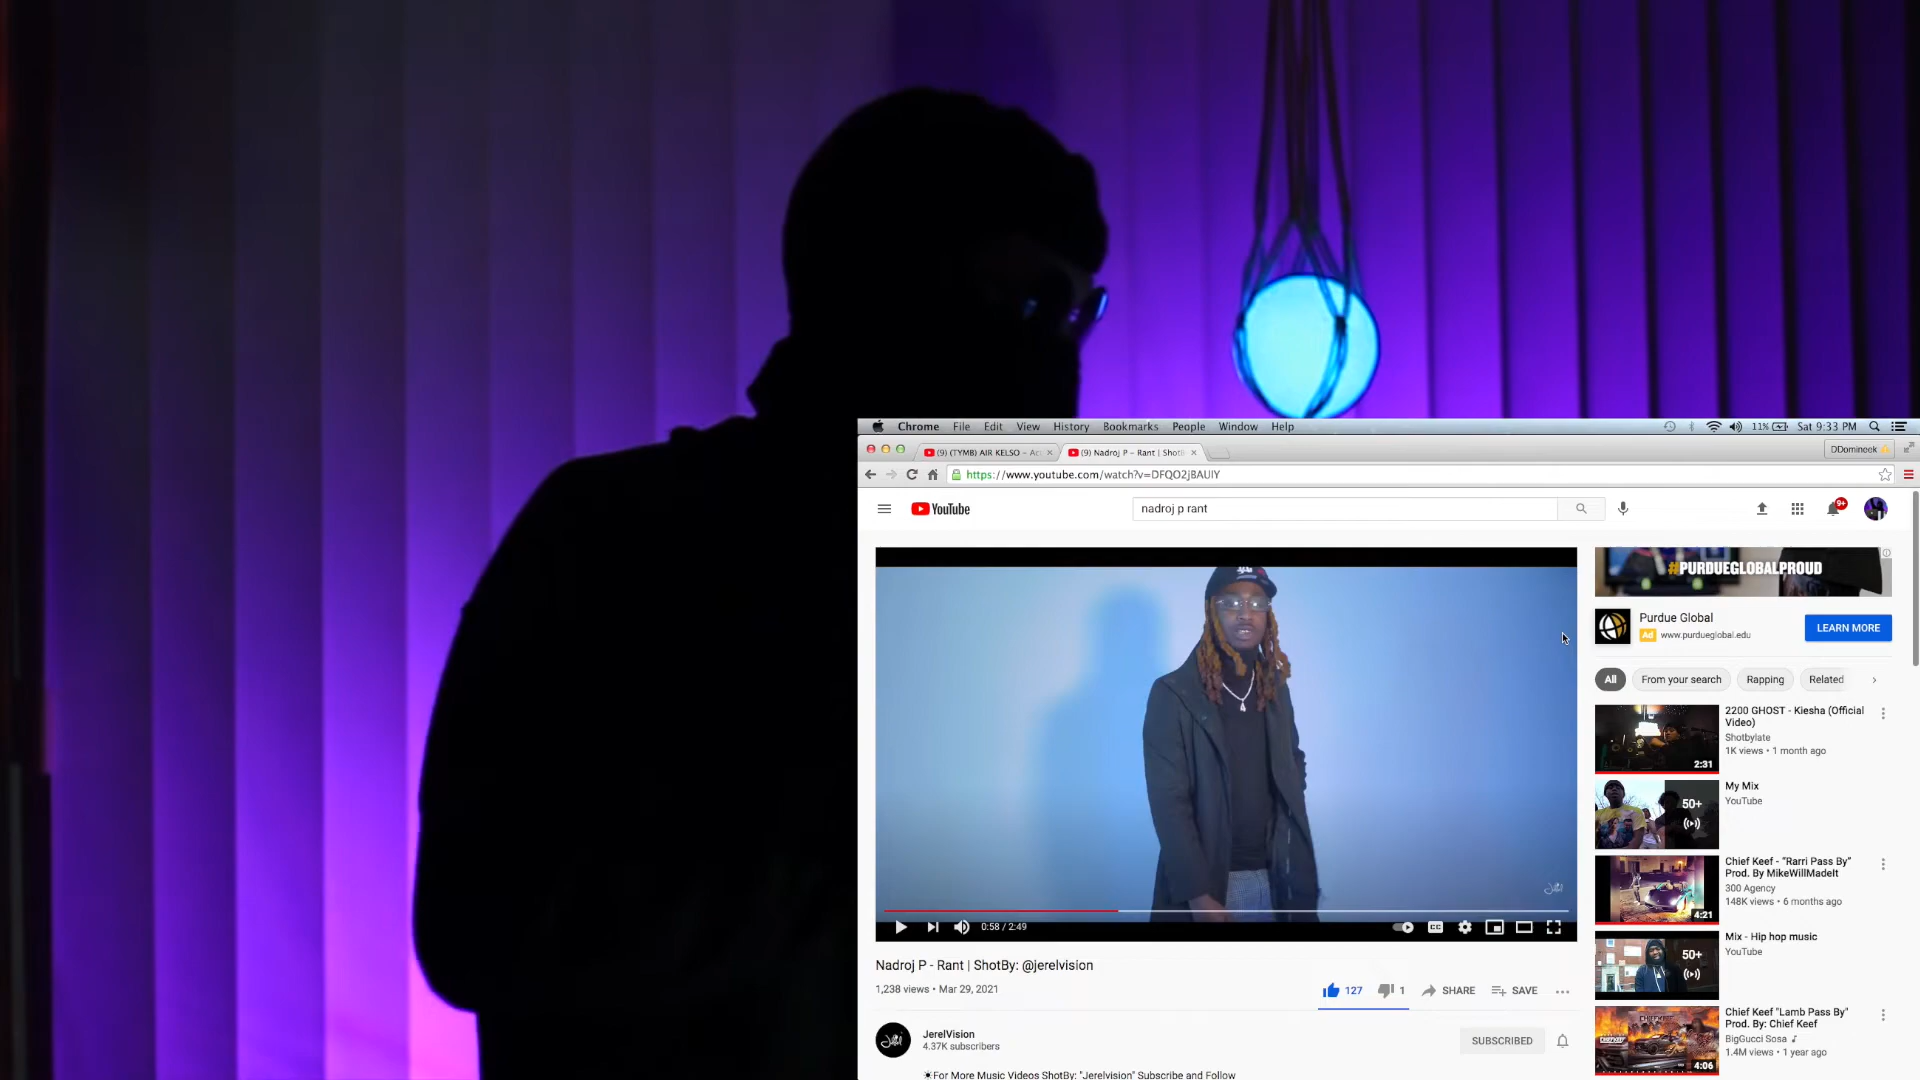 Chrome File Edit View History Bookmarks People Window Help
11% Sat 9:33 PM
(9) (TYMB) AIR KELSO - Ac
(9) Nadroj P - Rant | Shot
DDomineek
https://www.youtube.com/watch?v=DFQO2jBAUlY
YouTube
nadroj p rant
9+
#PURDUEGLOBALPROUD
Purdue Global
Ad www.purdueglobal.edu
LEARN MORE
All From your search Rapping Related
2200 GHOST - Kiesha (Official
Video)
Shotbylate
1K views • 1 month ago
2:31
My Mix
YouTube
50+
Chief Keef - "Rarri Pass By"
Prod. By MikeWillMadeIt
300 Agency
148K views • 6 months ago
4:21
0:58 / 2:49
CC
Mix - Hip hop music
YouTube
50+
Nadroj P - Rant | ShotBy: @jerelvision
1,238 views • Mar 29, 2021
127 1 SHARE SAVE
Chief Keef "Lamb Pass By"
Prod. By: Chief Keef
BigGucci Sosa
1.4M views • 1 year ago
4:06
JerelVision
4.37K subscribers
SUBSCRIBED
☀For More Music Videos ShotBy: "Jerelvision" Subscribe and Follow